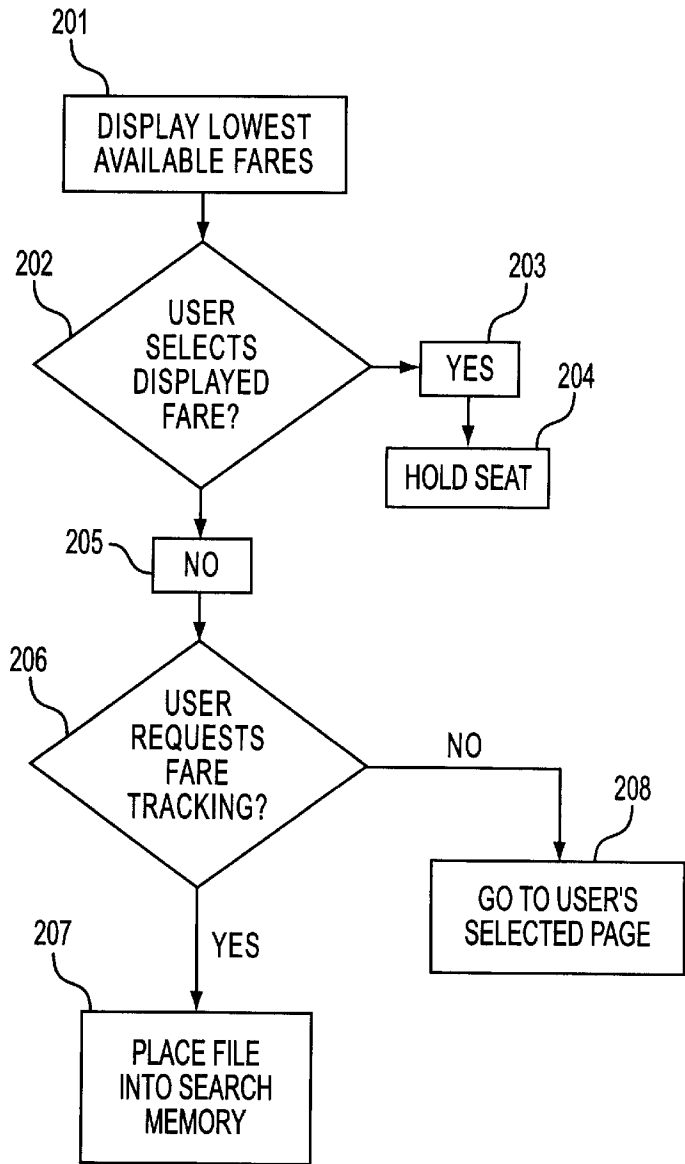 201
DISPLAY LOWEST
AVAILABLE FARES
202
USER
SELECTS
DISPLAYED
FARE?
203
YES
204
HOLD SEAT
205
NO
206
USER
REQUESTS
FARE
TRACKING?
NO
208
GO TO USER'S
SELECTED PAGE
YES
207
PLACE FILE
INTO SEARCH
MEMORY